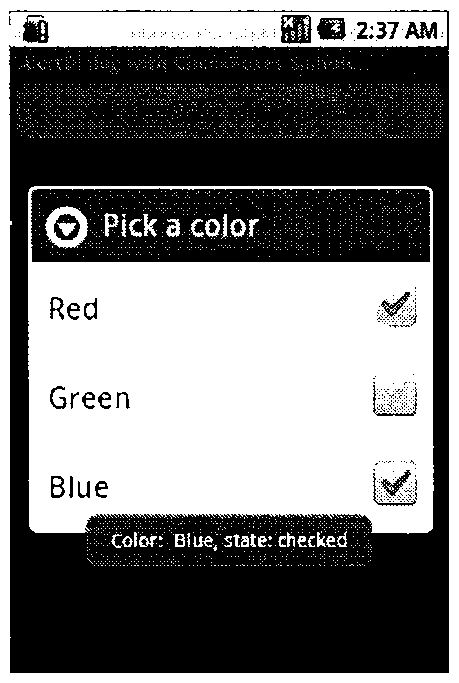 2:37 AM
Pick a color
Red
Green
Blue
Color: Blue, state: checked